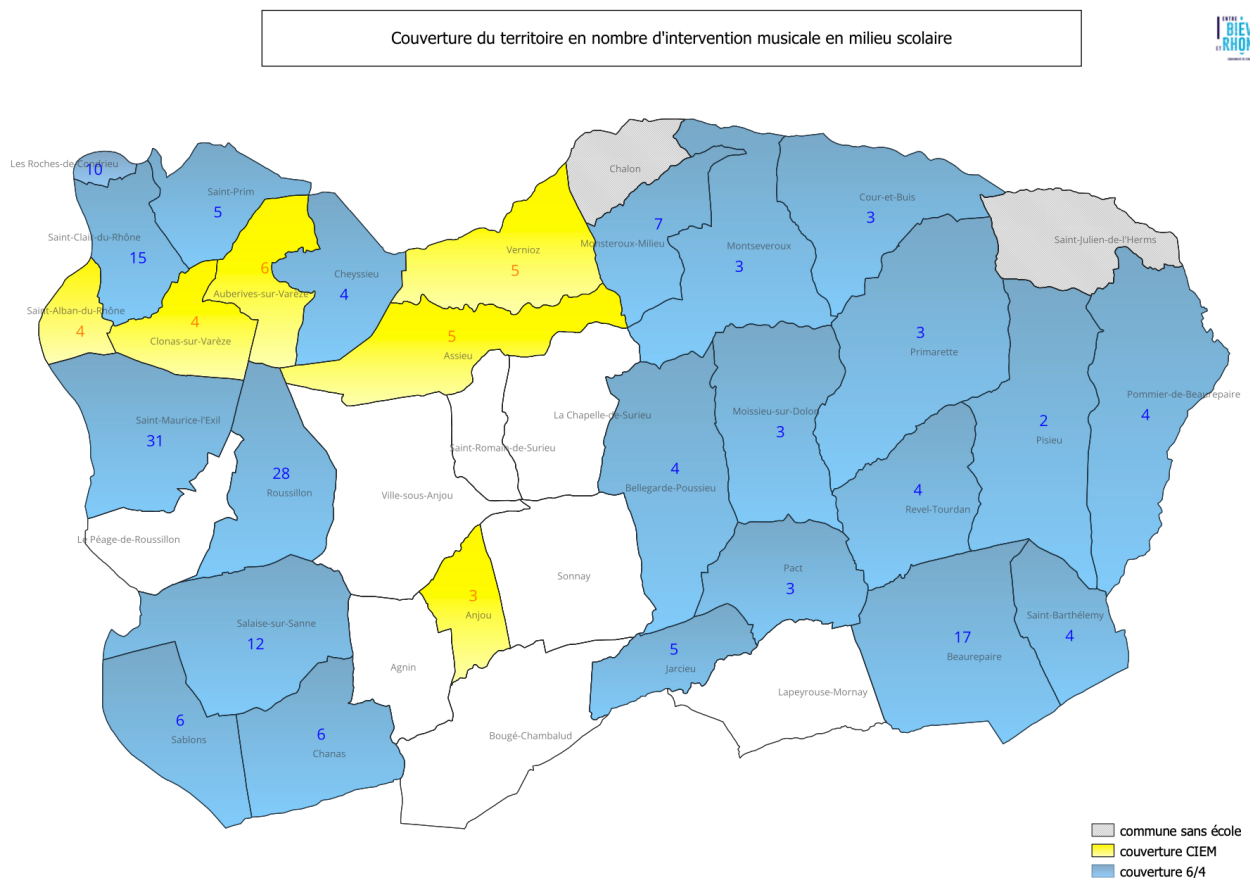 Couverture du territoire en nombre d'intervention musicale en milieu scolaire
ENTRE
BIÈV
ET RHÔN
Les Roches-de-Condrieu
10
Saint-Prim
5
Saint-Clair-du-Rhône
15
Saint-Alban-du-Rhône
4
Clonas-sur-Varèze
4
Auberives-sur-Varèze
6
Cheyssieu
4
Vernioz
5
Assieu
5
Chalon
Monsteroux-Milieu
7
Montseveroux
3
Cour-et-Buis
3
Saint-Julien-de-l'Herms
Primarette
3
Pommier-de-Beaurepaire
4
Pisieu
2
Revel-Tourdan
4
Moissieu-sur-Dolon
3
Bellegarde-Poussieu
4
La Chapelle-de-Surieu
Saint-Romain-de-Surieu
Ville-sous-Anjou
Saint-Maurice-l'Exil
31
Roussillon
28
Le Péage-de-Roussillon
Sonnay
Anjou
3
Agnin
Salaise-sur-Sanne
12
Sablons
6
Chanas
6
Bougé-Chambalud
Jarcieu
5
Pact
3
Lapeyrouse-Mornay
Beaurepaire
17
Saint-Barthélemy
4
commune sans école
couverture CIEM
couverture 6/4